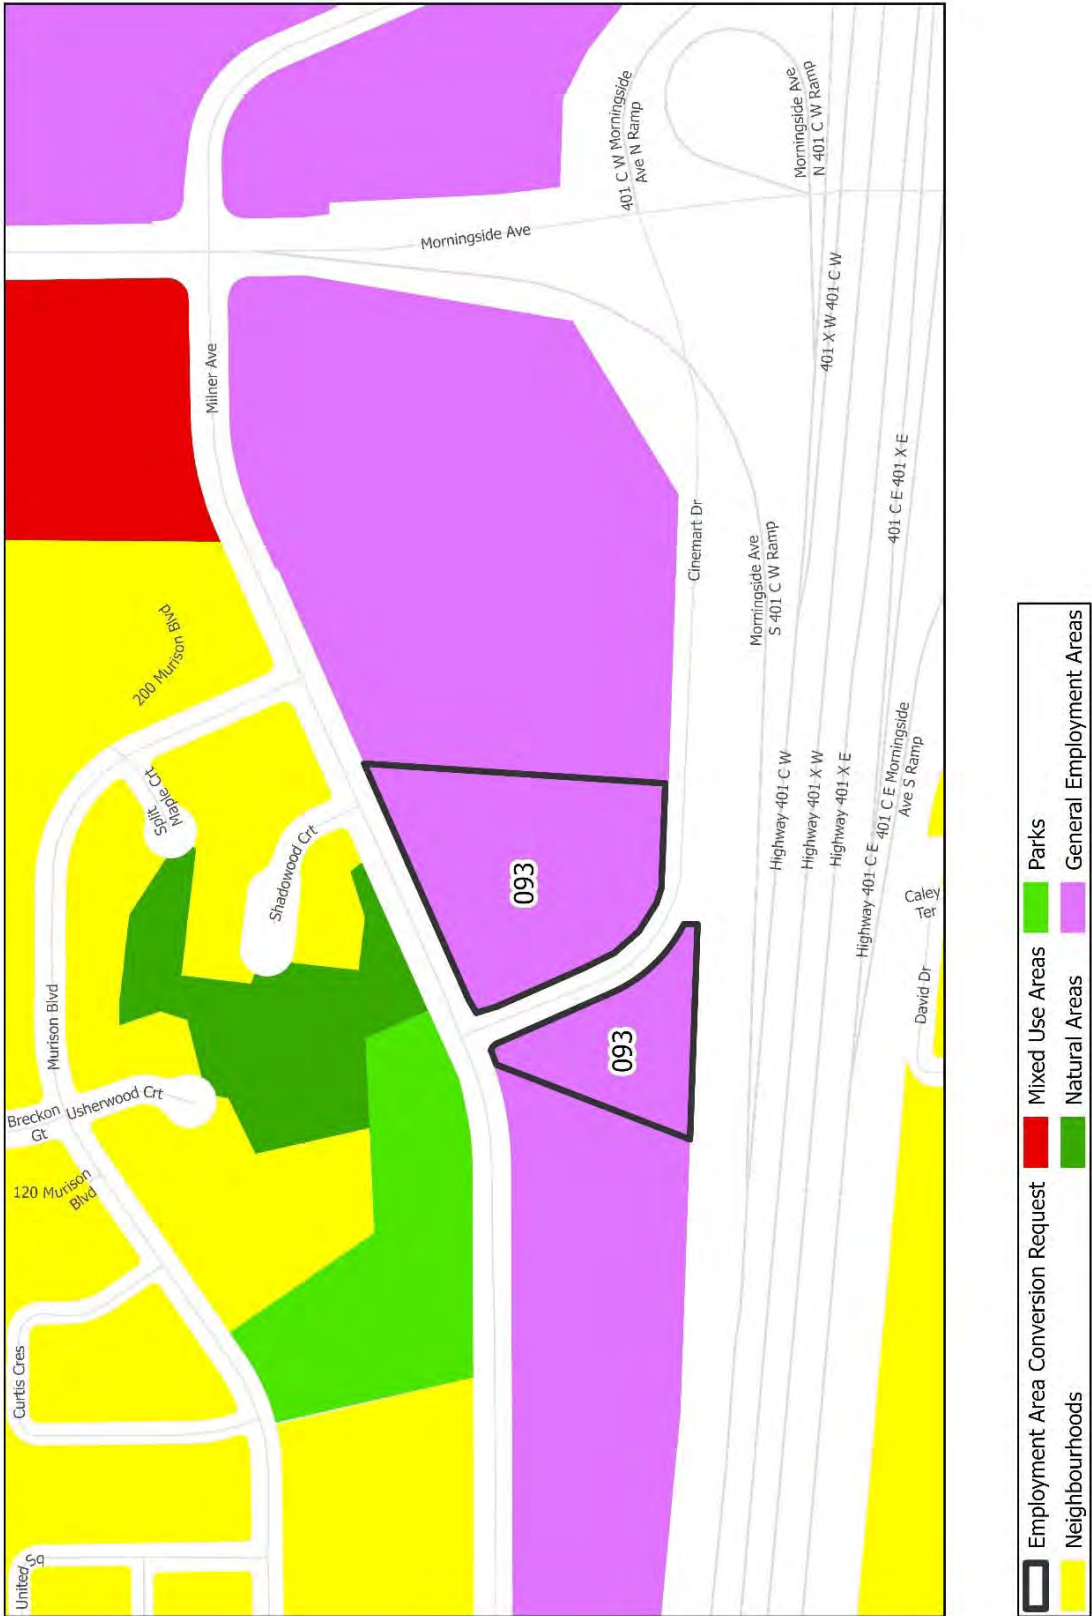 United Sq
Curtis Cres
120 Murison
Blvd
Breckon
Gt
Usherwood Crt
Murison Blvd
Split
Maple Crt
200 Murison Blvd
Shadowood Crt
Milner Ave
Morningside Ave
401 C W Morningside
Ave N Ramp
Morningside Ave
N 401 C W Ramp
093
093
Cinemart Dr
Morningside Ave
S 401 C W Ramp
401 X W 401 C W
401 C E 401 X E
Highway 401 C W
Highway 401 X W
Highway 401 X E
Highway 401 C E
401 C E Morningside
Ave S Ramp
Caley
Ter
David Dr
Employment Area Conversion Request
Mixed Use Areas
Parks
Neighbourhoods
Natural Areas
General Employment Areas